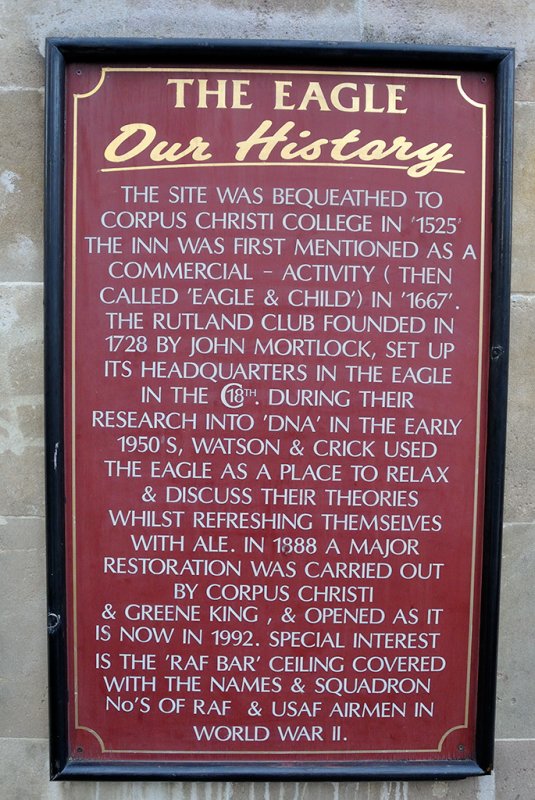 THE EAGLE
Our History
THE SITE WAS BEQUEATHED TO
CORPUS CHRISTI COLLEGE IN '1525'
THE INN WAS FIRST MENTIONED AS A
COMMERCIAL - ACTIVITY ( THEN
CALLED 'EAGLE & CHILD') IN '1667'.
THE RUTLAND CLUB FOUNDED IN
1728 BY JOHN MORTLOCK, SET UP
ITS HEADQUARTERS IN THE EAGLE
IN THE C18TH. DURING THEIR
RESEARCH INTO 'DNA' IN THE EARLY
1950'S, WATSON & CRICK USED
THE EAGLE AS A PLACE TO RELAX
& DISCUSS THEIR THEORIES
WHILST REFRESHING THEMSELVES
WITH ALE. IN 1888 A MAJOR
RESTORATION WAS CARRIED OUT
BY CORPUS CHRISTI
& GREENE KING , & OPENED AS IT
IS NOW IN 1992. SPECIAL INTEREST
IS THE 'RAF BAR' CEILING COVERED
WITH THE NAMES & SQUADRON
No'S OF RAF & USAF AIRMEN IN
WORLD WAR II.